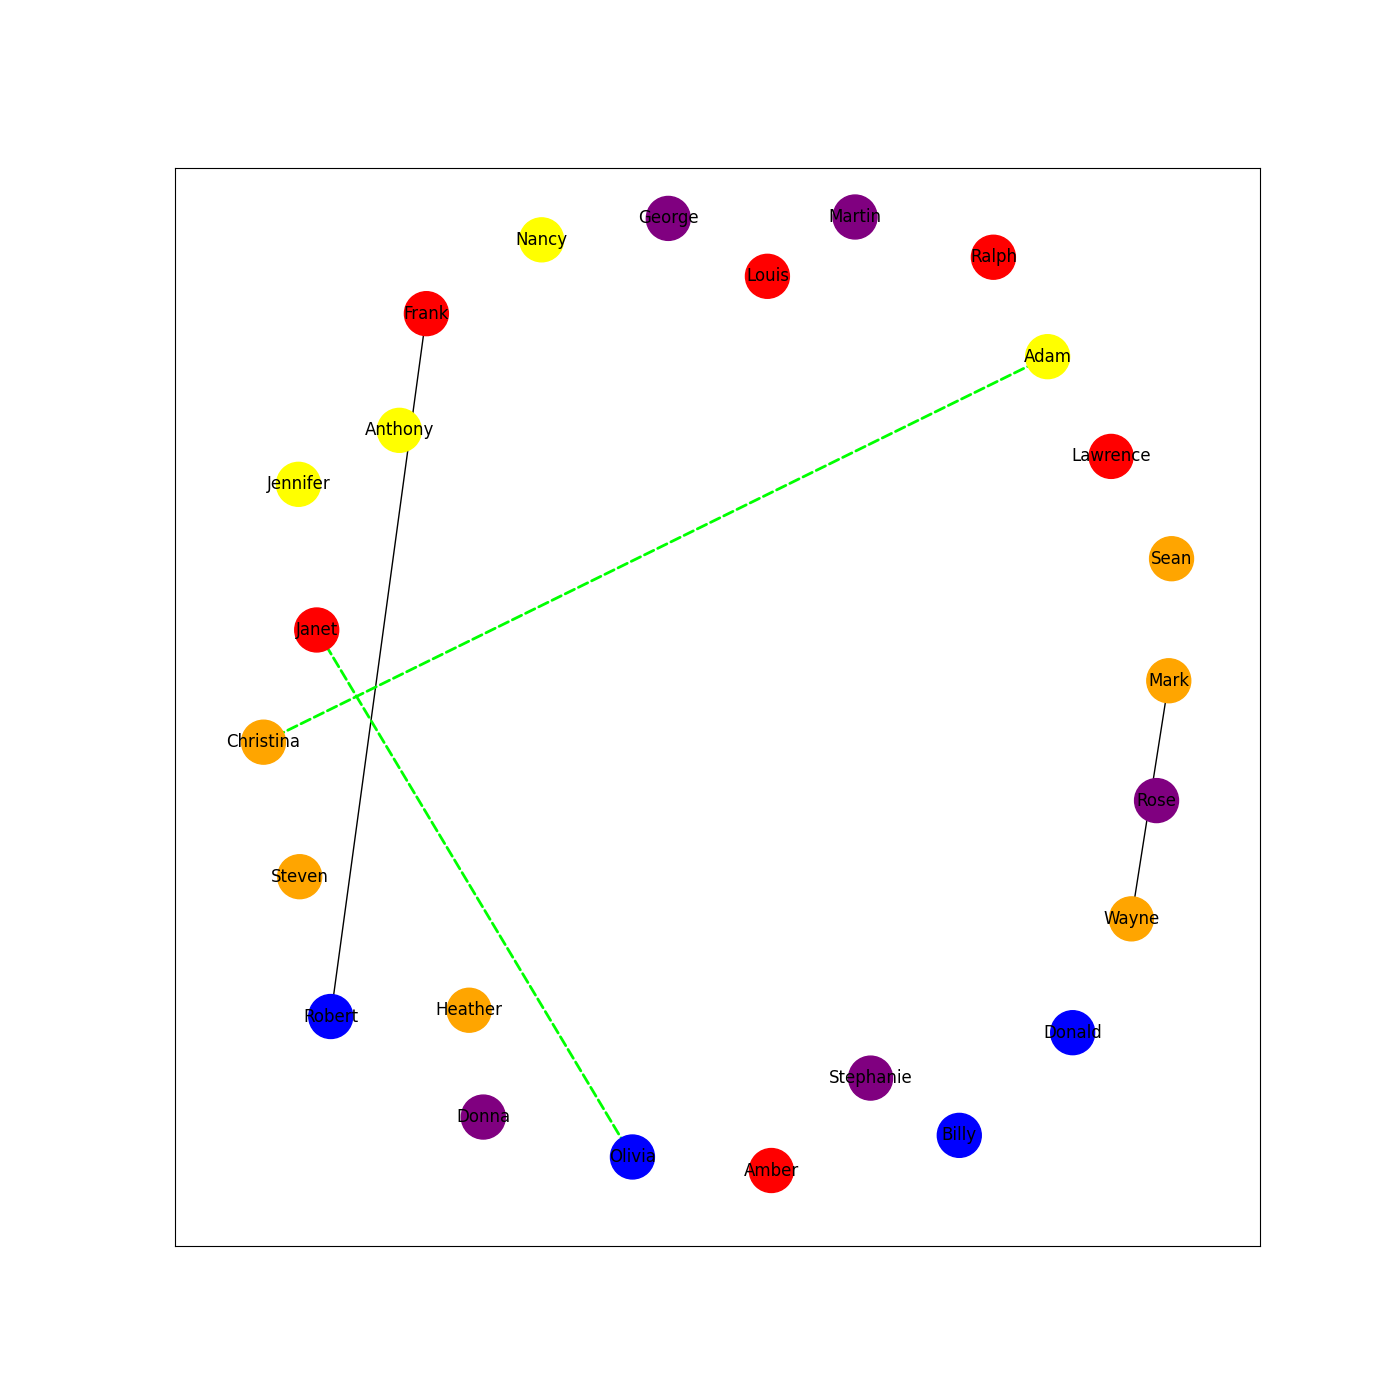 George
Martin
Nancy
Ralph
Louis
Frank
Adam
Anthony
Lawrence
Jennifer
Sean
Janet
Mark
Christina
Rose
Steven
Wayne
Heather
Robert
Donald
Stephanie
Donna
Billy
Olivia
Amber